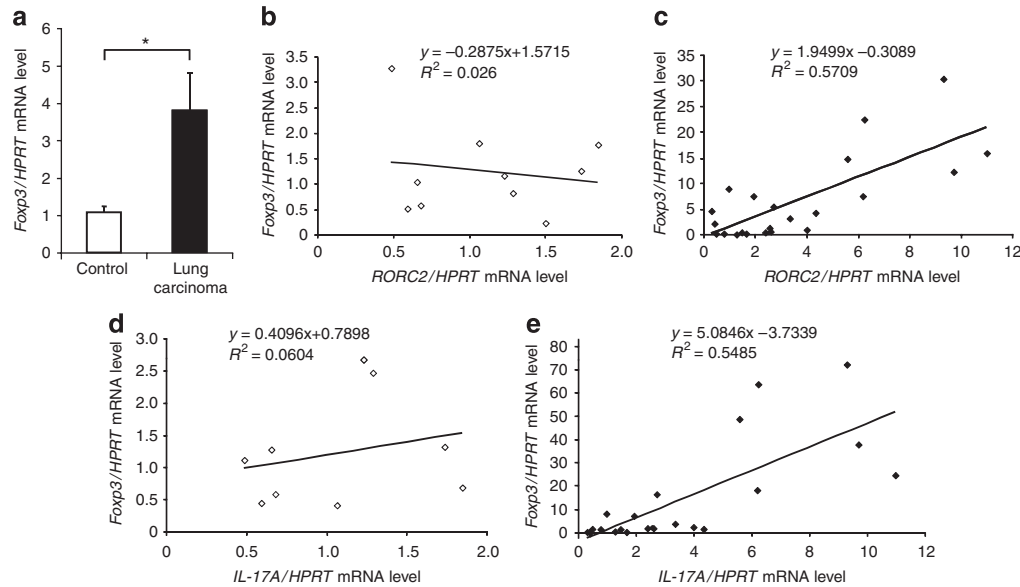 a
Foxp3/HPRT mRNA level
6
5
4
3
2
1
0
*
Control
Lung
carcinoma
b
y = –0.2875x+1.5715
R² = 0.026
Foxp3/HPRT mRNA level
3.5
3.0
2.5
2.0
1.5
1.0
0.5
0
0 0.5 1.0 1.5 2.0
RORC2/HPRT mRNA level
c
y = 1.9499x –0.3089
R² = 0.5709
Foxp3/HPRT mRNA level
35
30
25
20
15
10
5
0
0 2 4 6 8 10 12
RORC2/HPRT mRNA level
d
y = 0.4096x+0.7898
R² = 0.0604
Foxp3/HPRT mRNA level
3.0
2.5
2.0
1.5
1.0
0.5
0
0 0.5 1.0 1.5 2.0
IL-17A/HPRT mRNA level
e
y = 5.0846x –3.7339
R² = 0.5485
Foxp3/HPRT mRNA level
80
70
60
50
40
30
20
10
0
0 2 4 6 8 10 12
IL-17A/HPRT mRNA level